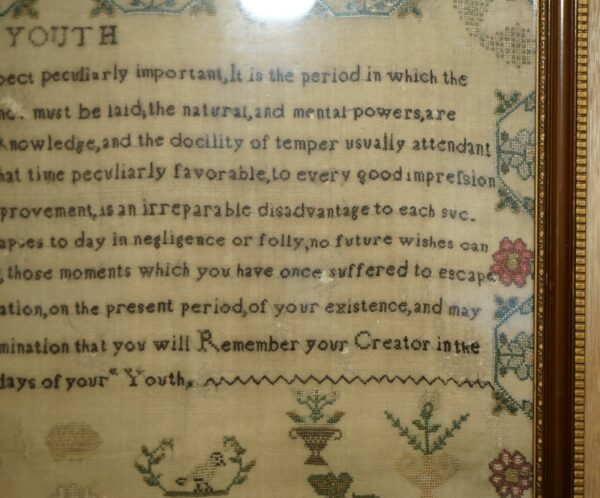 YOUTH
pect peculiarly important, It is the period in which the
must be laid, the natural, and mental powers, are
knowledge, and the docility of temper usually attendant
hat time peculiarly favorable, to every good impreſsion
provement, is an irreparable disadvantage to each suc-
apses to day in negligence or folly, no future wishes can
, those moments which you have once suffered to escape
ation, on the present period, of your existence, and may
mination that you will Remember your Creator in the
days of your " Youth,